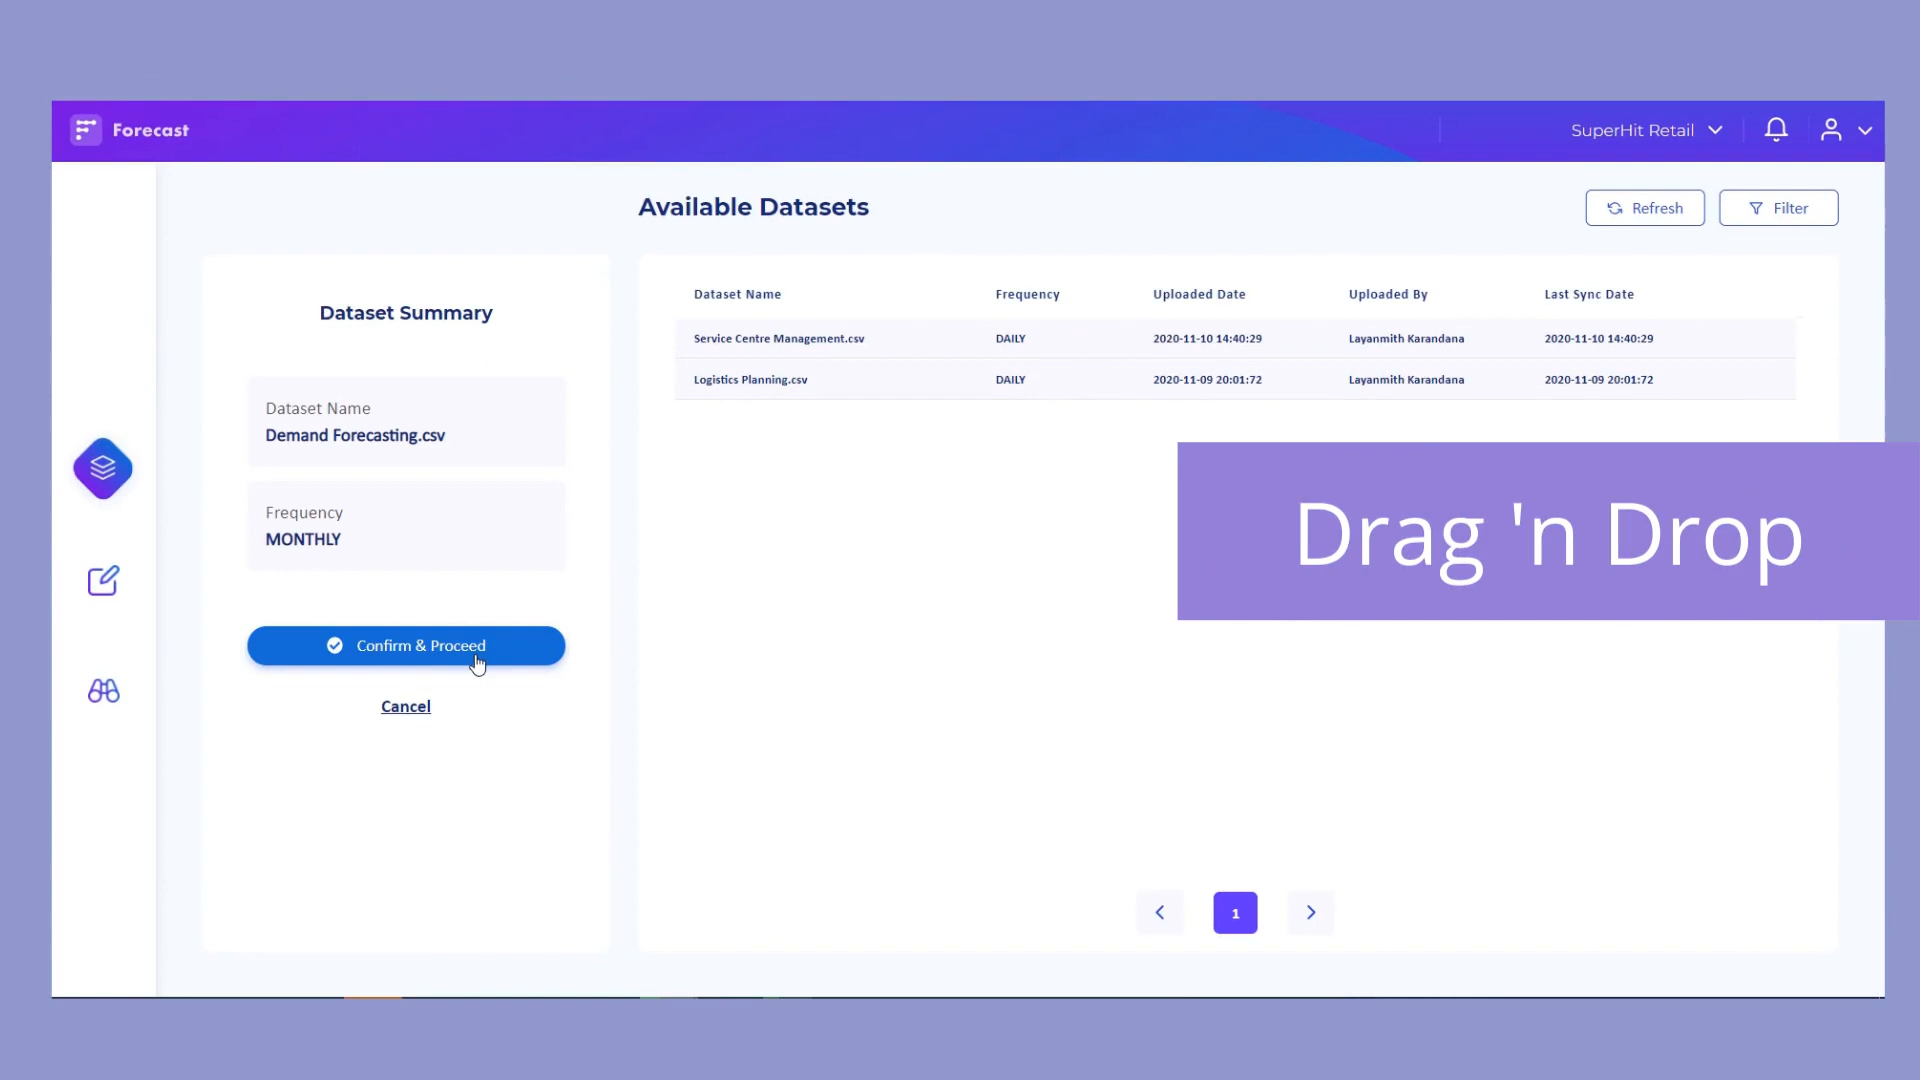 Forecast
SuperHit Retail
Available Datasets
Refresh
Filter
Dataset Summary
Dataset Name
Demand Forecasting.csv
Frequency
MONTHLY
Confirm & Proceed
Cancel
Dataset Name Frequency Uploaded Date Uploaded By Last Sync Date
Service Centre Management.csv DAILY 2020-11-10 14:40:29 Layanmith Karandana 2020-11-10 14:40:29
Logistics Planning.csv DAILY 2020-11-09 20:01:72 Layanmith Karandana 2020-11-09 20:01:72
Drag 'n Drop
1